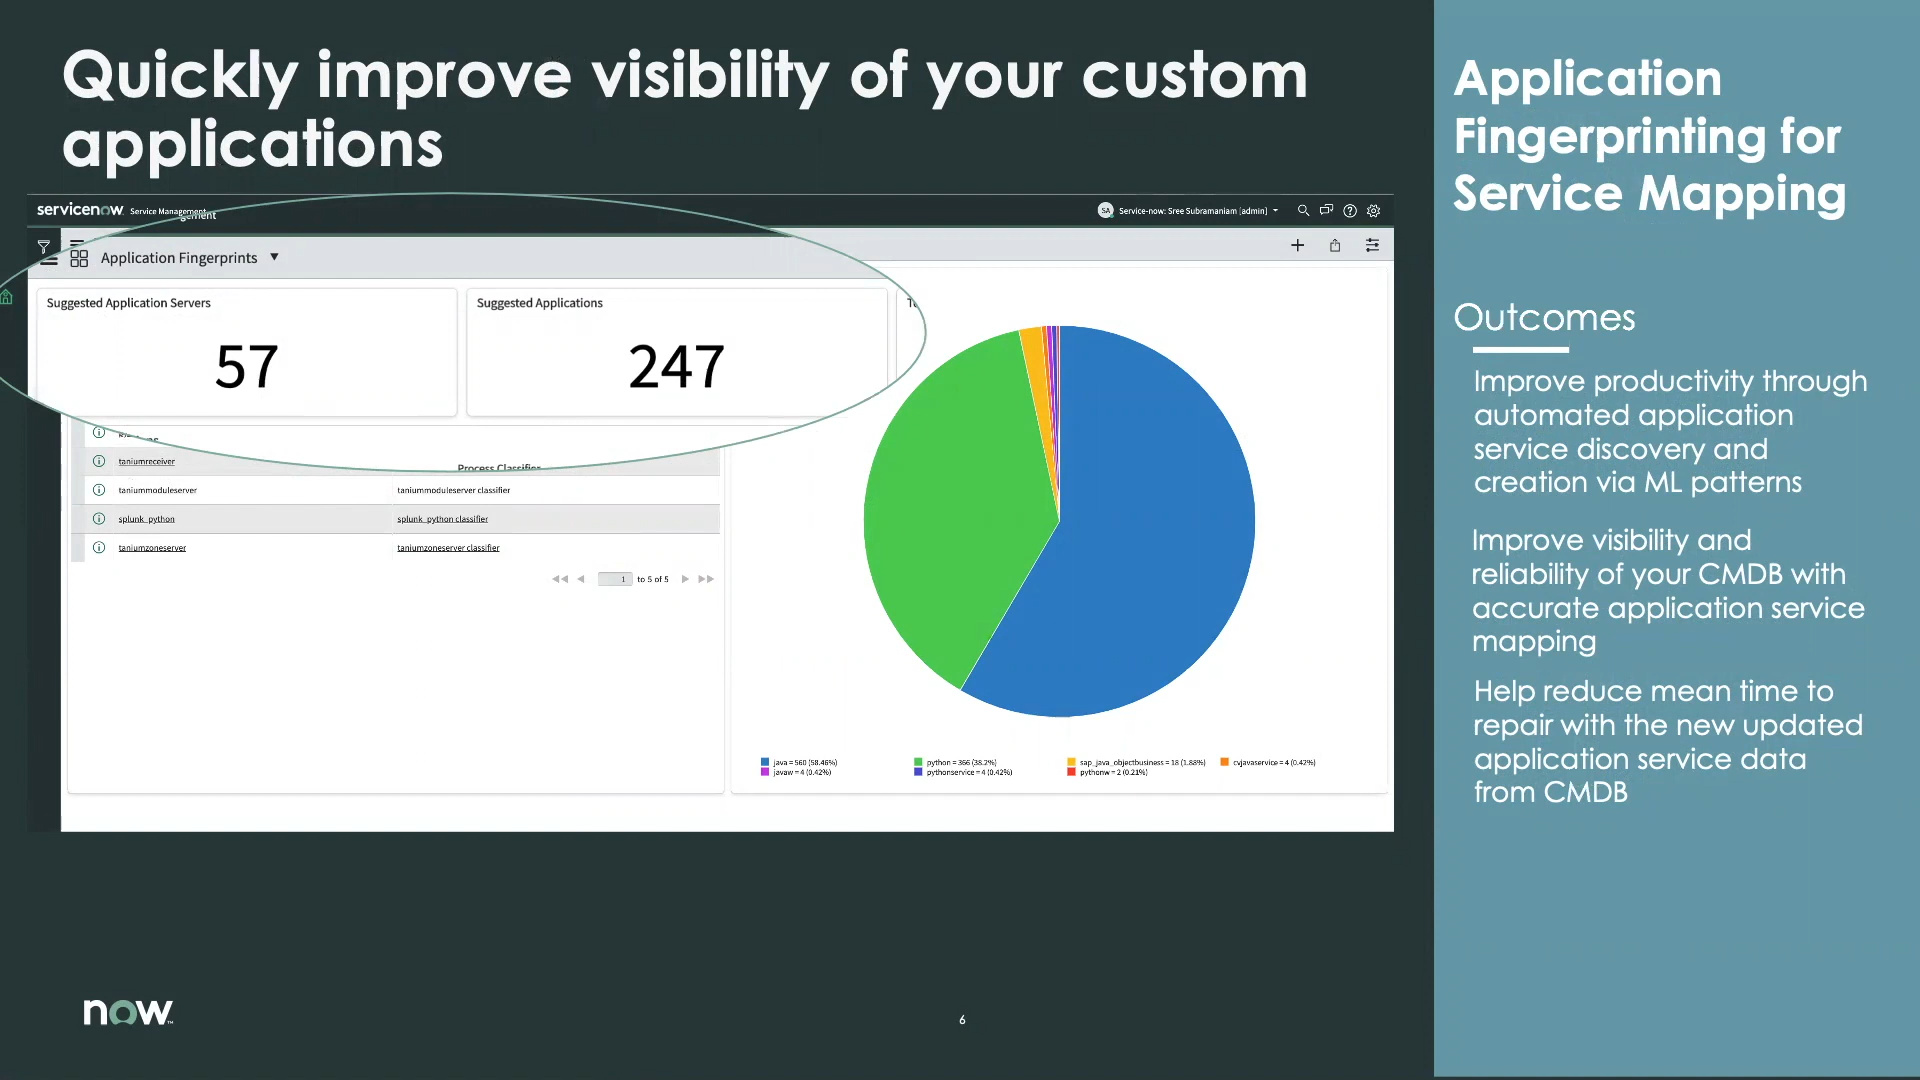 Quickly improve visibility of your custom
applications
servicenow Service Management
Service-now: Sree Subramaniam [admin]
Application Fingerprints
Suggested Application Servers
57
Suggested Applications
247
taniumreceiver
Process Classifier
taniummoduleserver taniummoduleserver classifier
splunk_python splunk_python classifier
taniumzoneserver taniumzoneserver classifier
1 to 5 of 5
java = 560 (58.46%) python = 366 (38.2%) sap_java_objectbusiness = 18 (1.88%) cvjavaservice = 4 (0.42%)
javaw = 4 (0.42%) pythonservice = 4 (0.42%) pythonw = 2 (0.21%)
now
6
Application
Fingerprinting for
Service Mapping
Outcomes
Improve productivity through
automated application
service discovery and
creation via ML patterns
Improve visibility and
reliability of your CMDB with
accurate application service
mapping
Help reduce mean time to
repair with the new updated
application service data
from CMDB